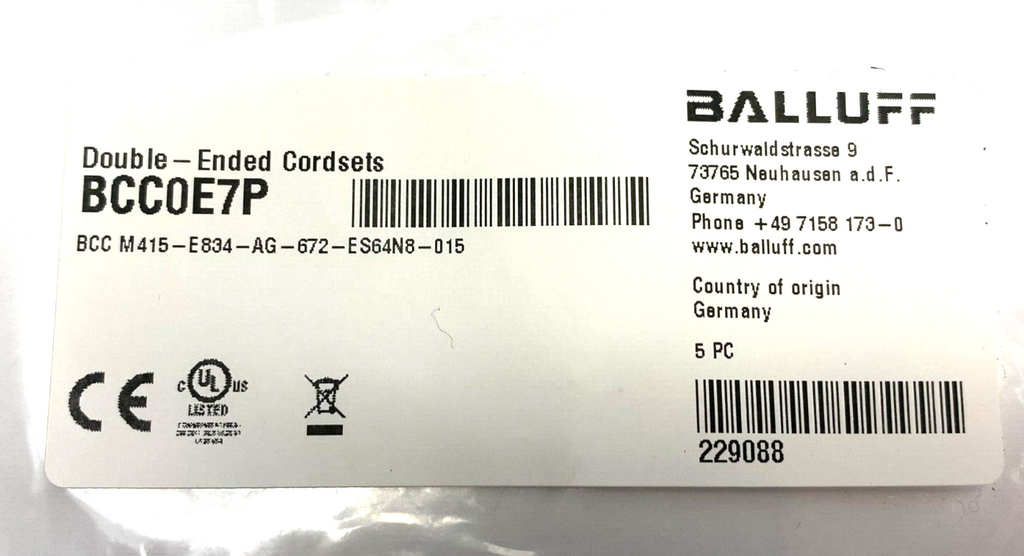 Double-Ended Cordsets
BCC0E7P
BCC M415-E834-AG-672-ES64N8-015
CE
C UL US
LISTED
BALLUFF
Schurwaldstrasse 9
73765 Neuhausen a.d.F.
Germany
Phone +49 7158 173-0
www.balluff.com
Country of origin
Germany
5 PC
229088